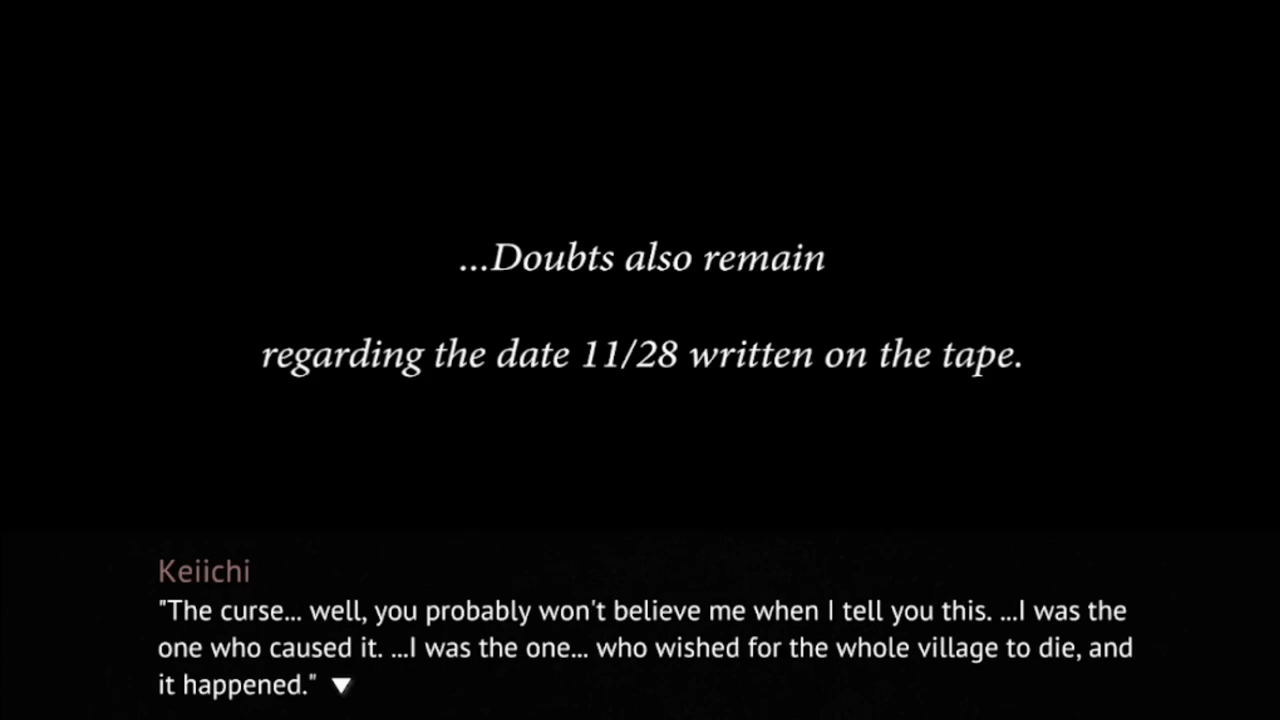 ...Doubts also remain
regarding the date 11/28 written on the tape.
Keiichi
"The curse... well, you probably won't believe me when I tell you this. ...I was the
one who caused it. ...I was the one... who wished for the whole village to die, and
it happened."